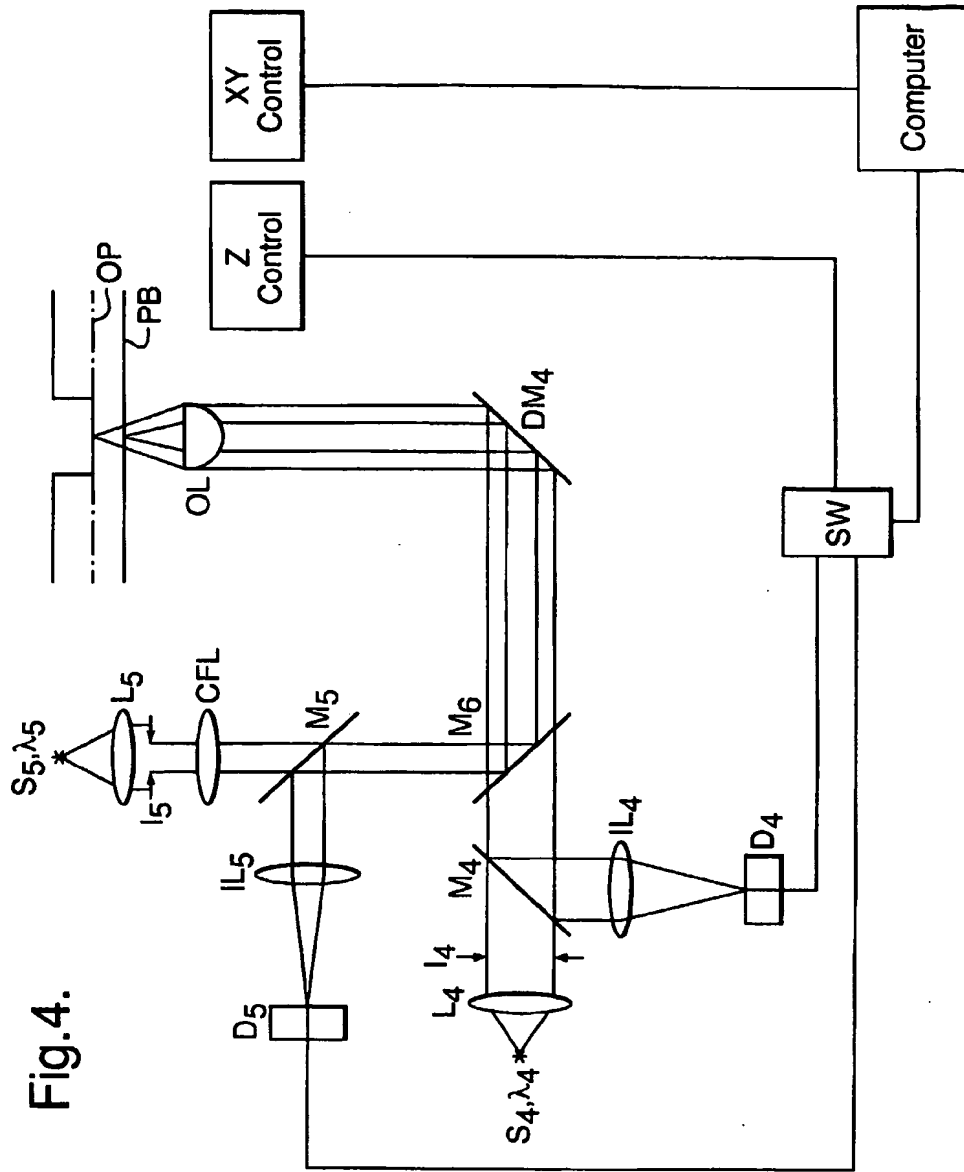 Fig.4.
S5,λ5
L5
I5
CFL
M5
IL5
D5
M6
M4
I4
L4
S4,λ4
IL4
D4
OP
PB
OL
DM4
Z
Control
XY
Control
SW
Computer